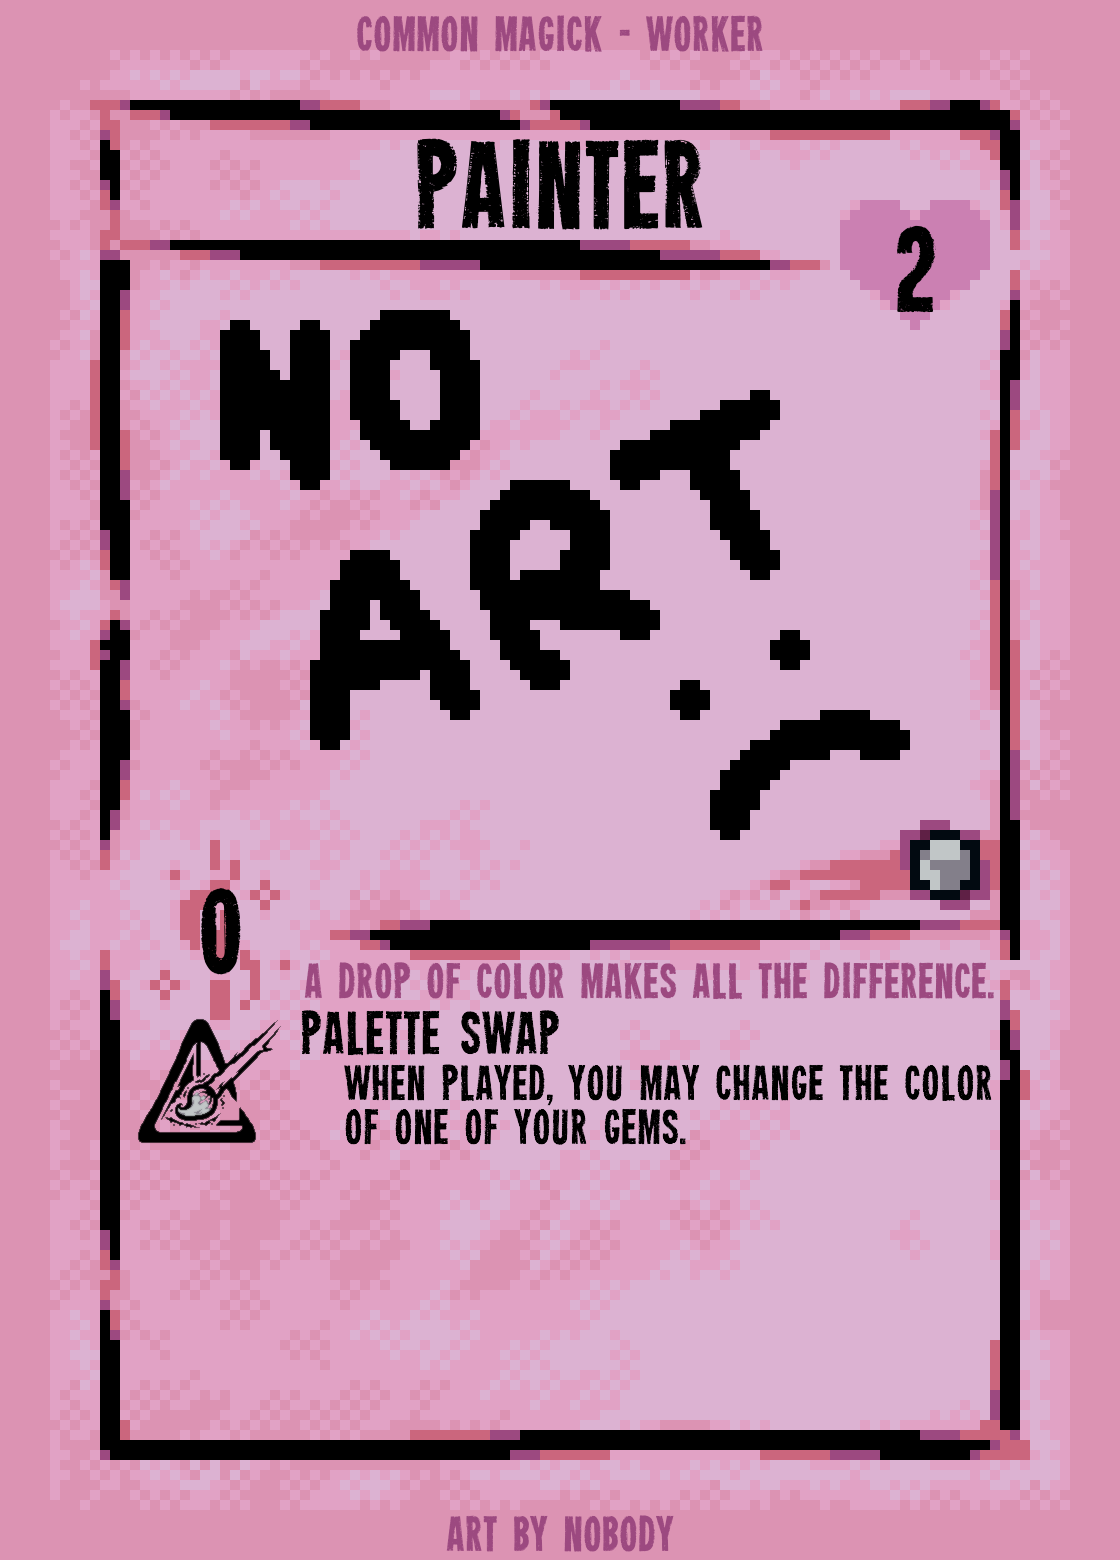 COMMON MAGICK - WORKER
PAINTER
2
NO
ART
:(
0
A DROP OF COLOR MAKES ALL THE DIFFERENCE.
PALETTE SWAP
WHEN PLAYED, YOU MAY CHANGE THE COLOR
OF ONE OF YOUR GEMS.
ART BY NOBODY